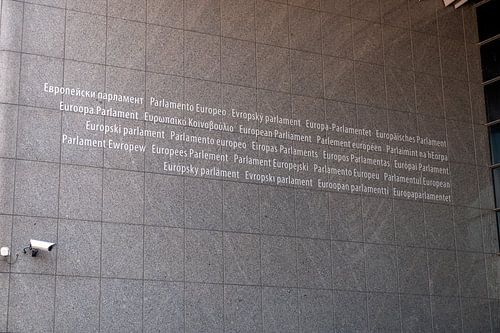 Европейски парламент Parlamento Europeo Evropský parlament Europa-Parlamentet Europäisches Parlament
Euroopa Parlament Ευρωπαϊκό Κοινοβούλιο European Parliament Parlement européen Parlaimint na hEorpa
Europski parlament Parlamento europeo Eiropas Parlaments Europos Parlamentas Európai Parlament
Parlament Ewropew Europees Parlement Parlament Europejski Parlamento Europeu Parlamentul European
Európsky parlament Evropski parlament Euroopan parlamentti Europaparlamentet